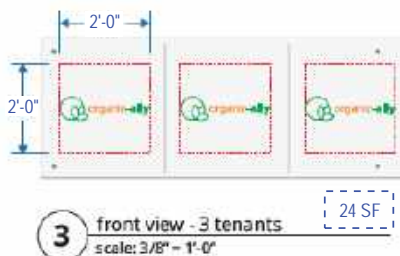 2'-0"
2'-0"
organic-ally organic-ally organic-ally
24 SF
3 front view - 3 tenants
scale: 3/8" = 1'-0"